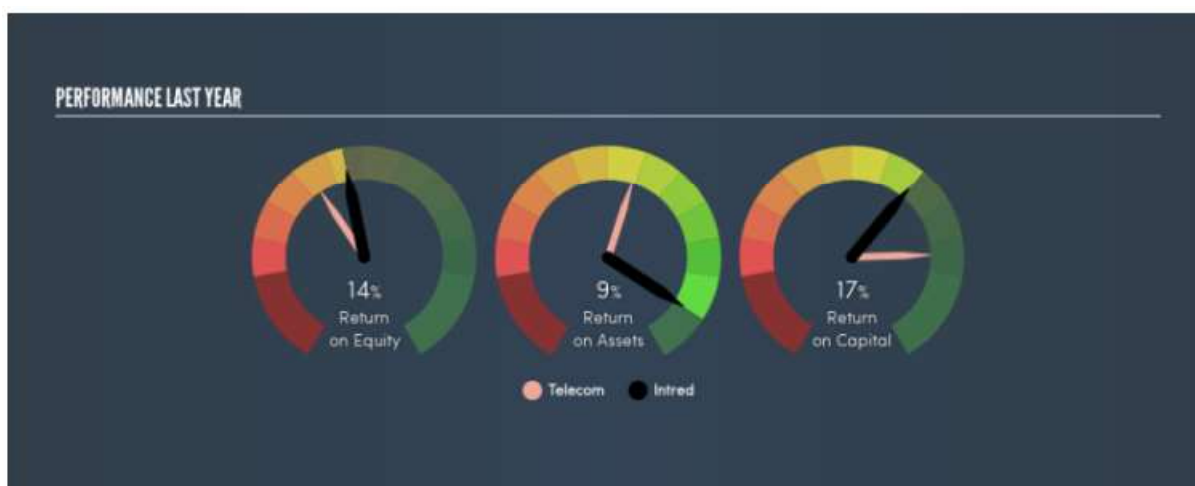 PERFORMANCE LAST YEAR
14%
Return
on Equity
9%
Return
on Assets
17%
Return
on Capital
Telecom
Intred